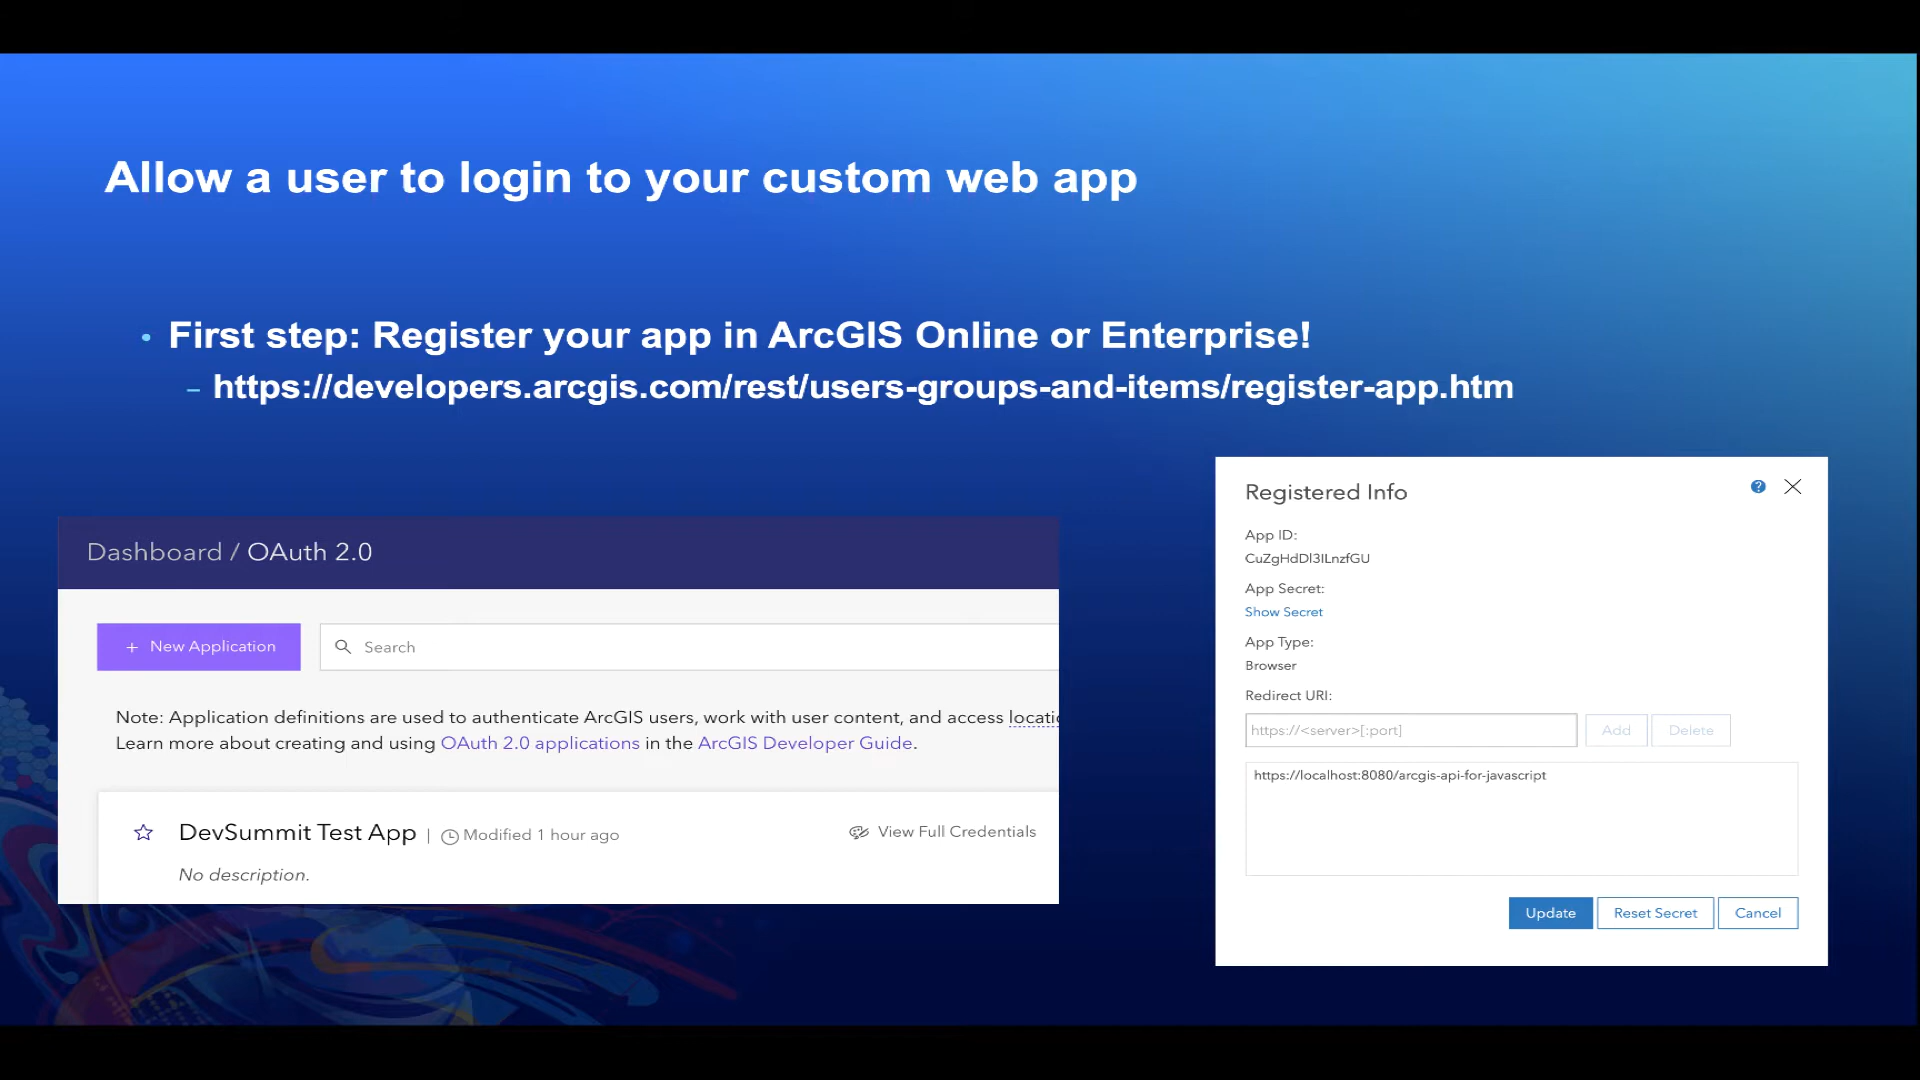 Allow a user to login to your custom web app
• First step: Register your app in ArcGIS Online or Enterprise!
– https://developers.arcgis.com/rest/users-groups-and-items/register-app.htm
Dashboard / OAuth 2.0
+ New Application
Search
Note: Application definitions are used to authenticate ArcGIS users, work with user content, and access
Learn more about creating and using OAuth 2.0 applications in the ArcGIS Developer Guide.
DevSummit Test App | Modified 1 hour ago
View Full Credentials
No description.
Registered Info
?
App ID:
CuZgHdDl3ILnzfGU
App Secret:
Show Secret
App Type:
Browser
Redirect URI:
https://<server>[:port]
Add
Delete
https://localhost:8080/arcgis-api-for-javascript
Update
Reset Secret
Cancel